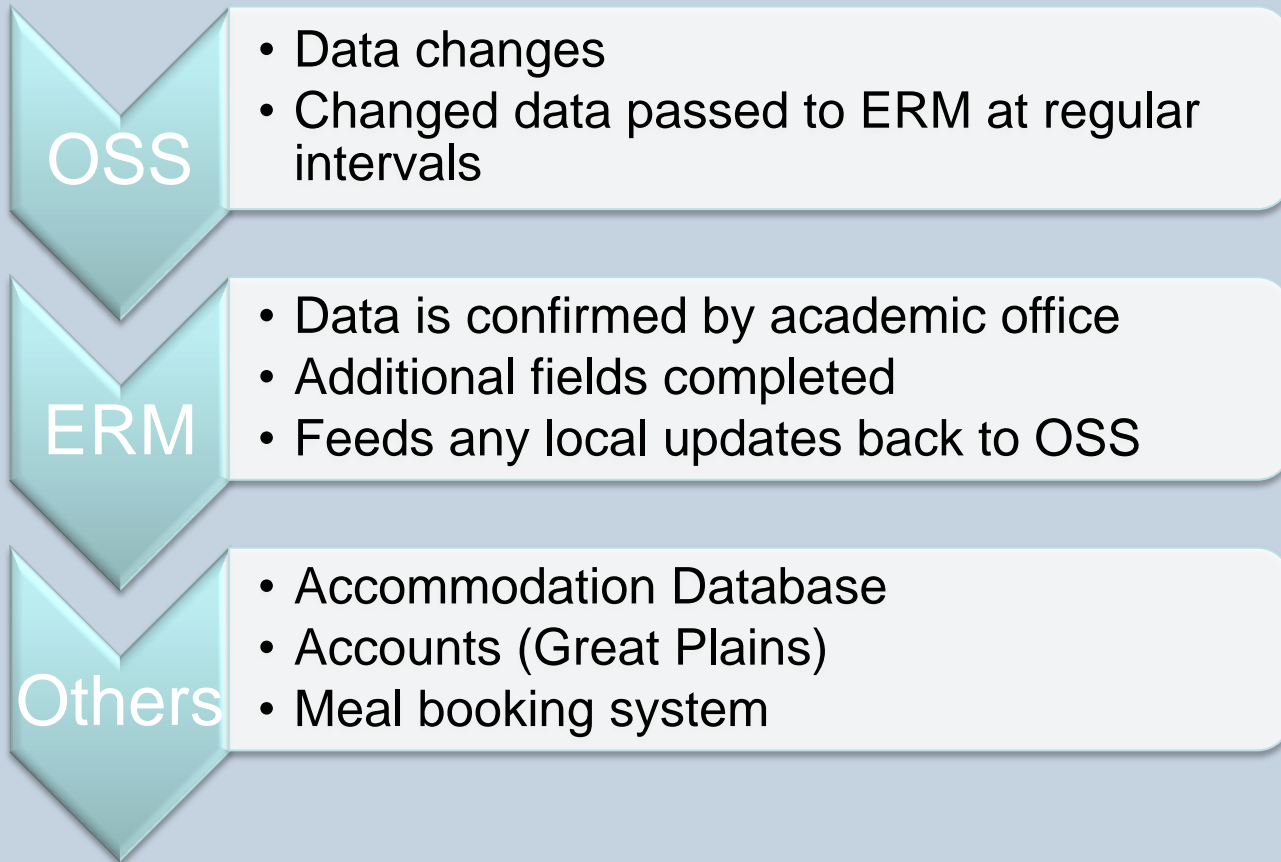 OSS
• Data changes
• Changed data passed to ERM at regular
intervals
ERM
• Data is confirmed by academic office
• Additional fields completed
• Feeds any local updates back to OSS
Others
• Accommodation Database
• Accounts (Great Plains)
• Meal booking system